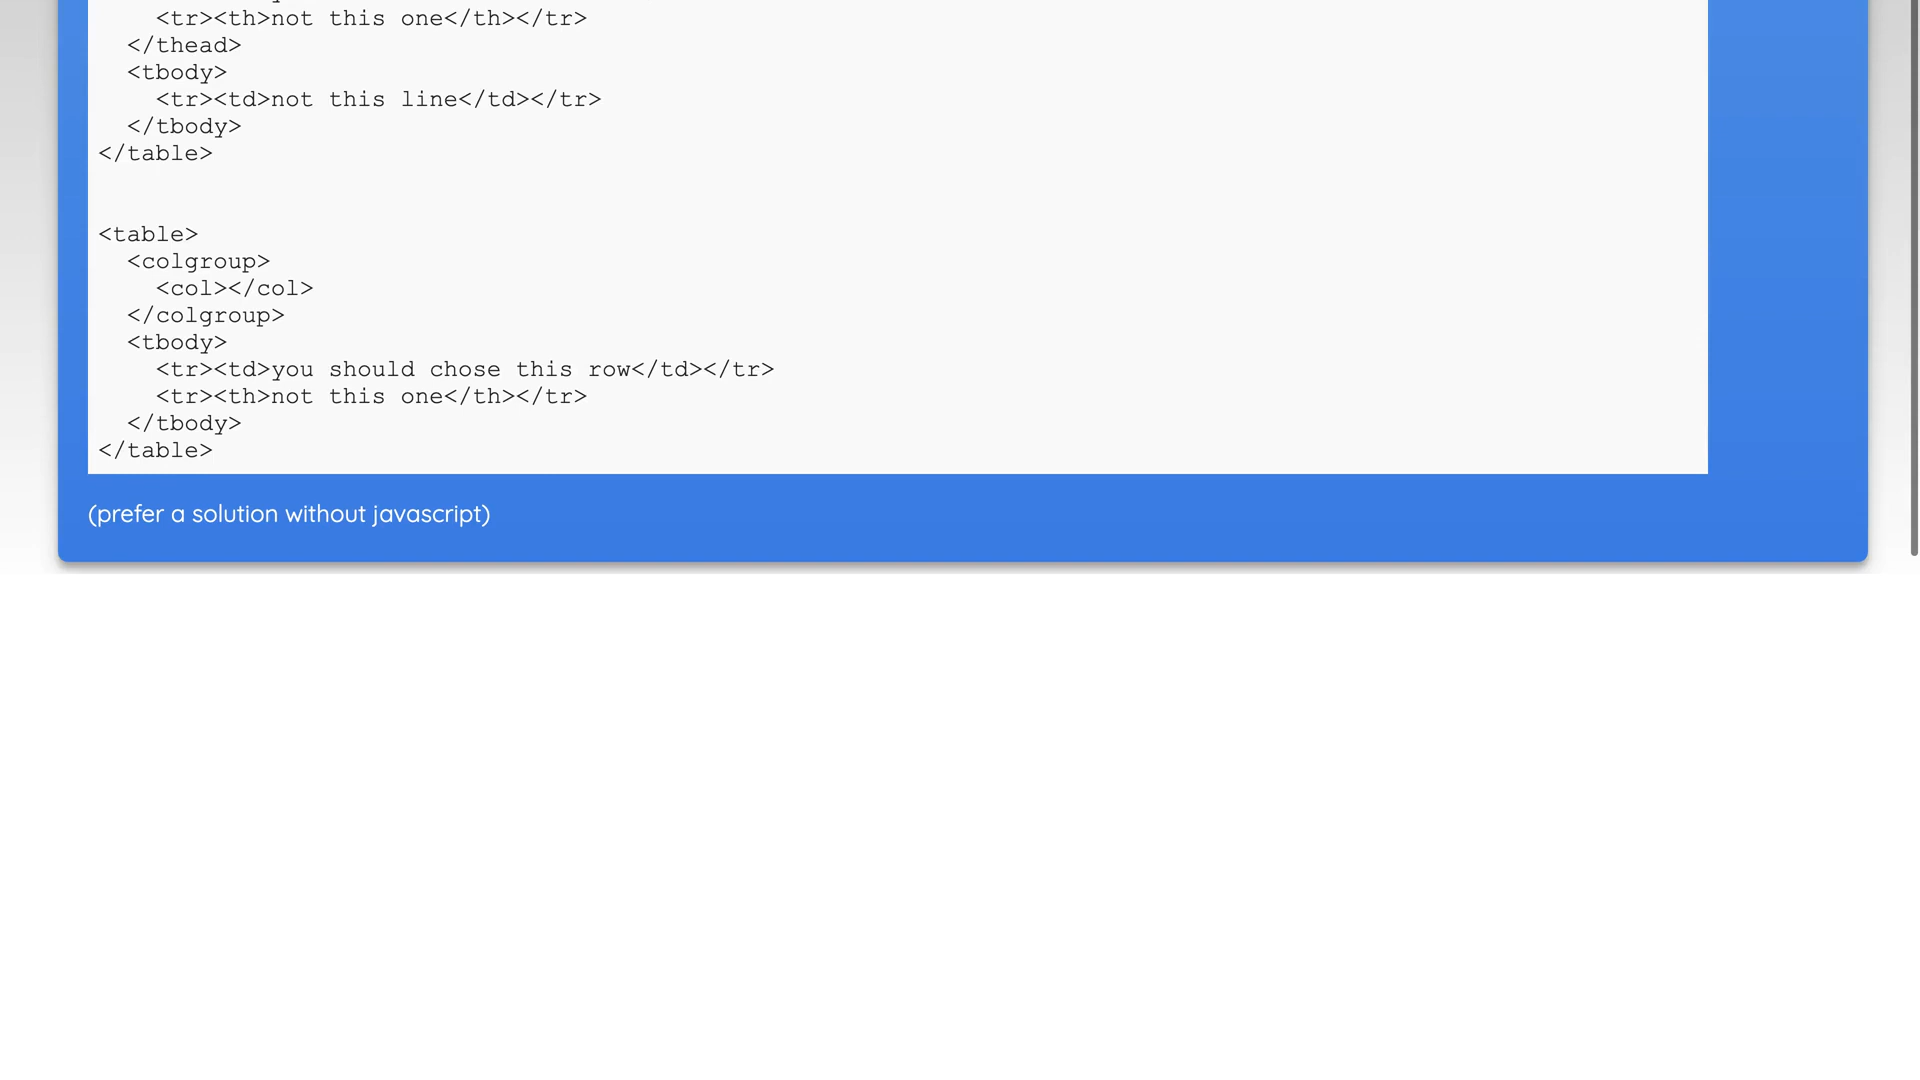 <tr><th>not this one</th></tr>
</thead>
<tbody>
<tr><td>not this line</td></tr>
</tbody>
</table>
<table>
<colgroup>
<col></col>
</colgroup>
<tbody>
<tr><td>you should chose this row</td></tr>
<tr><th>not this one</th></tr>
</tbody>
</table>
(prefer a solution without javascript)